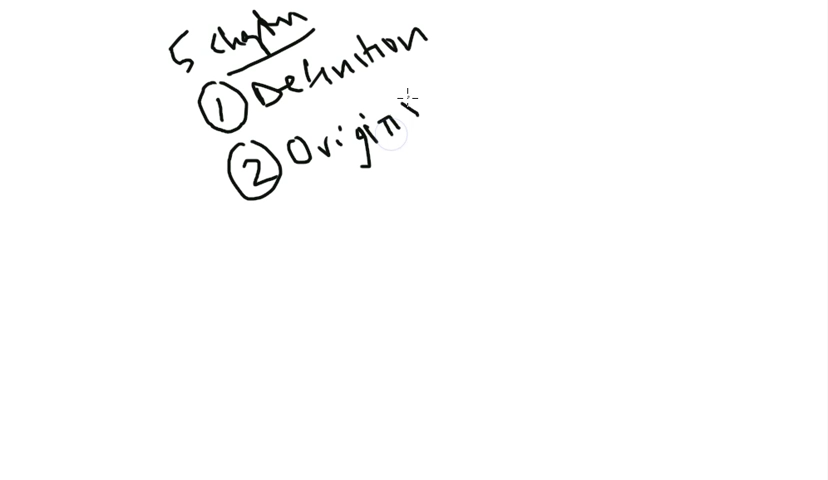 5 chapter
① Definition
② Origin